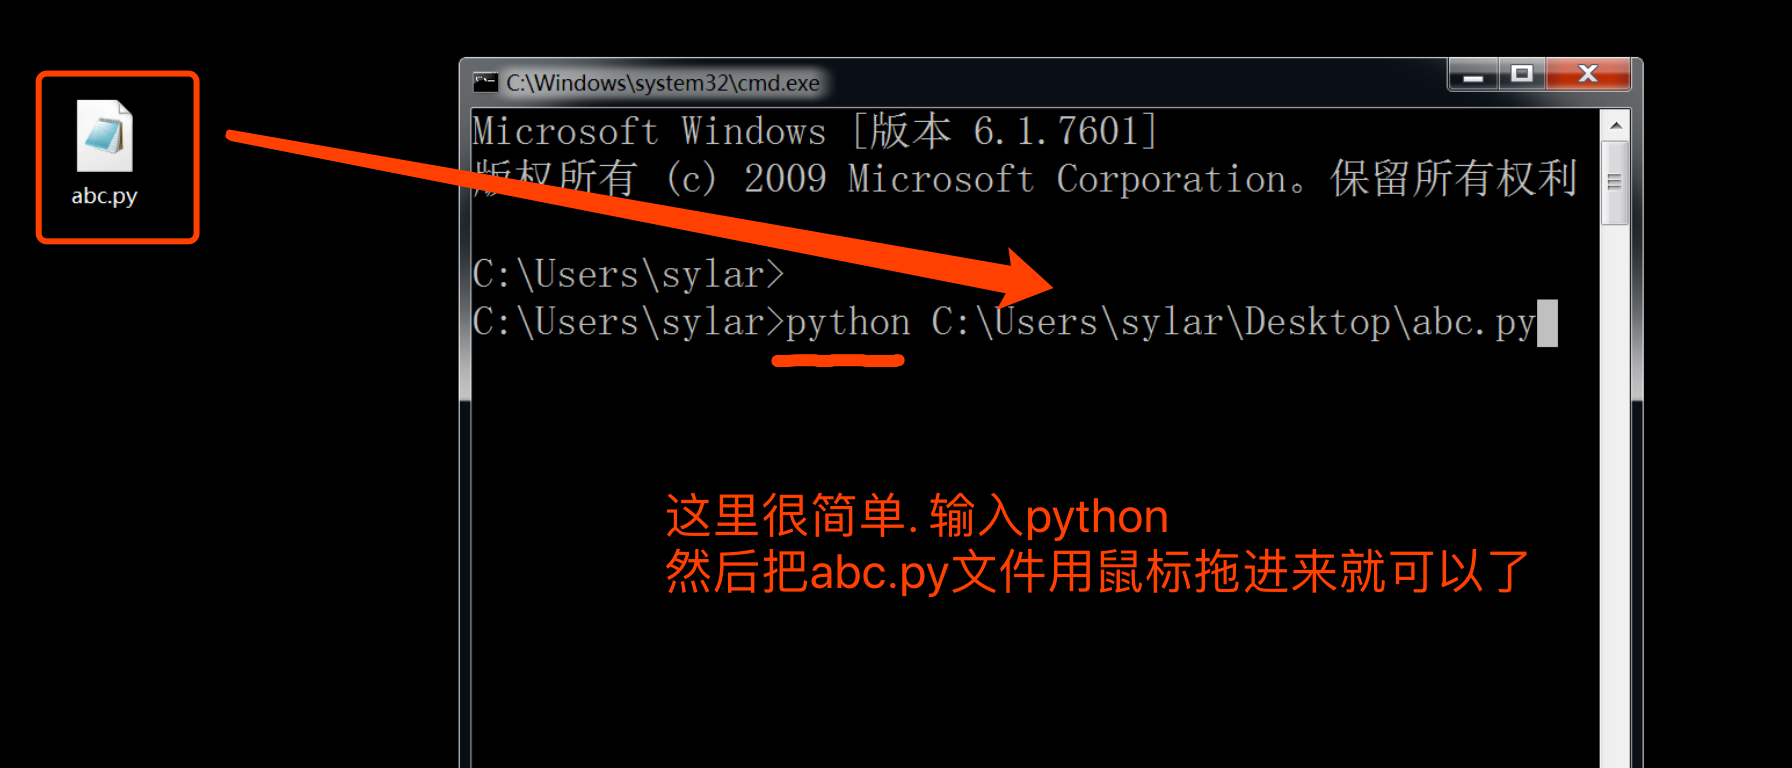 abc.py
C:\Windows\system32\cmd.exe
Microsoft Windows [版本 6.1.7601]
版权所有 (c) 2009 Microsoft Corporation。保留所有权利
C:\Users\sylar>
C:\Users\sylar>python C:\Users\sylar\Desktop\abc.py
这里很简单. 输入python
然后把abc.py文件用鼠标拖进来就可以了